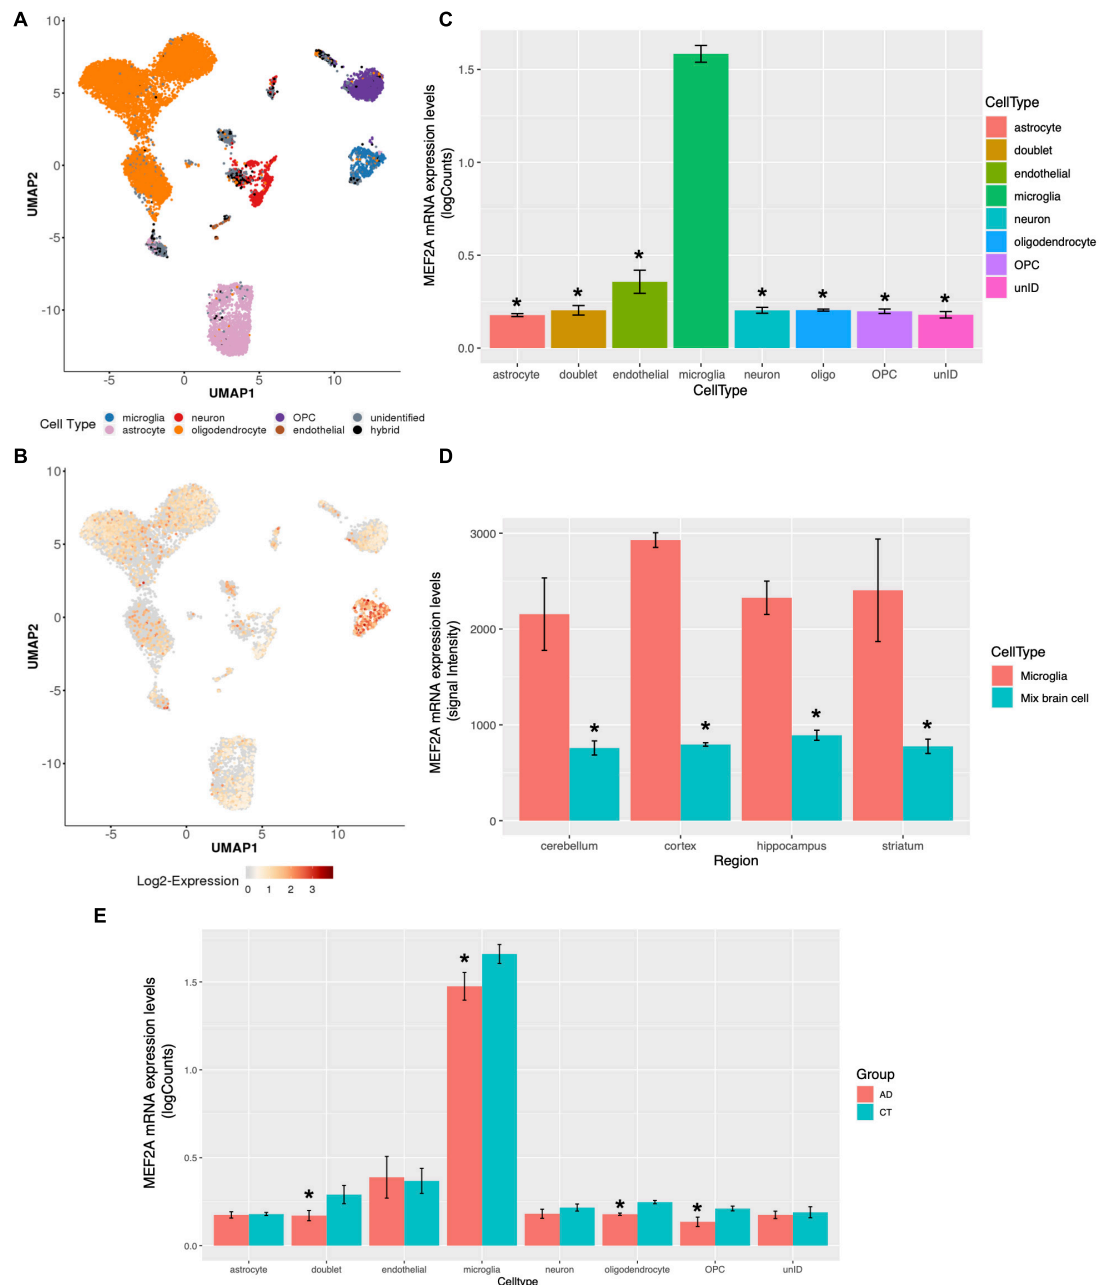 A
10
5
0
-5
-10
UMAP2
-5
0
5
10
UMAP1
Cell Type
microglia
neuron
OPC
unidentified
astrocyte
oligodendrocyte
endothelial
hybrid
B
10
5
0
-5
-10
UMAP2
-5
0
5
10
UMAP1
Log2-Expression
0
1
2
3
C
MEF2A mRNA expression levels
(logCounts)
1.5
1.0
0.5
0.0
*
*
*
*
*
*
*
astrocyte
doublet
endothelial
microglia
neuron
oligo
OPC
unID
CellType
CellType
astrocyte
doublet
endothelial
microglia
neuron
oligodendrocyte
OPC
unID
D
MEF2A mRNA expression levels
(signal Intensity)
3000
2000
1000
0
*
*
*
*
cerebellum
cortex
hippocampus
striatum
Region
CellType
Microglia
Mix brain cell
E
MEF2A mRNA expression levels
(logCounts)
1.5
1.0
0.5
0.0
*
*
*
*
astrocyte
doublet
endothelial
microglia
neuron
oligodendrocyte
OPC
unID
Celltype
Group
AD
CT